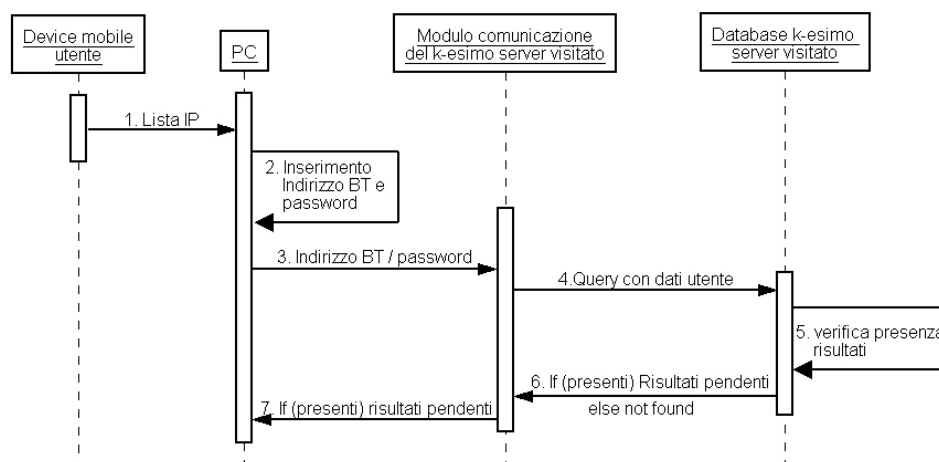 Device mobile
utente
PC
Modulo comunicazione
del k-esimo server visitato
Database k-esimo
server visitato
1. Lista IP
2. Inserimento
Indirizzo BT e
password
3. Indirizzo BT / password
4.Query con dati utente
5. verifica presenza
risultati
6. If (presenti) Risultati pendenti
else not found
7. If (presenti) risultati pendenti